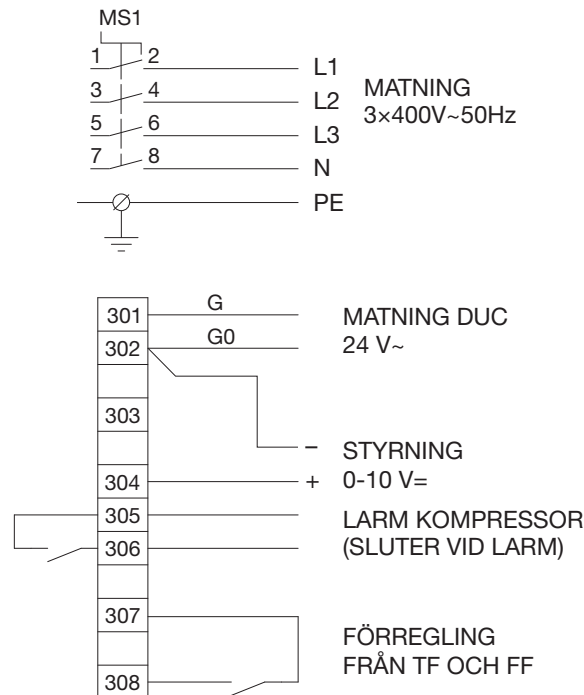 MS1
1 2 L1
3 4 L2
5 6 L3
7 8 N
PE
MATNING
3×400V~50Hz
301 G
302 G0
MATNING DUC
24 V~
303
–
304 +
STYRNING
0-10 V=
305
306
LARM KOMPRESSOR
(SLUTER VID LARM)
307
308
FÖRREGLING
FRÅN TF OCH FF